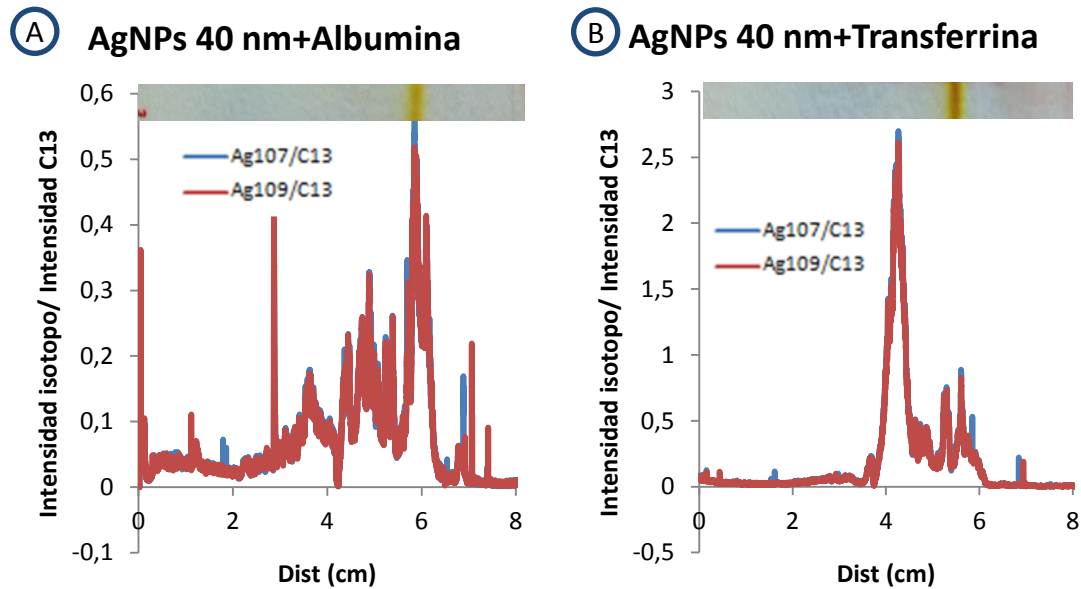 A AgNPs 40 nm+Albumina
Intensidad isotopo/ Intensidad C13
0,6
0,5
0,4
0,3
0,2
0,1
0
-0,1
Ag107/C13
Ag109/C13
0 2 4 6 8
Dist (cm)
B AgNPs 40 nm+Transferrina
Intensidad isotopo/ Intensidad C13
3
2,5
2
1,5
1
0,5
0
-0,5
Ag107/C13
Ag109/C13
0 2 4 6 8
Dist (cm)